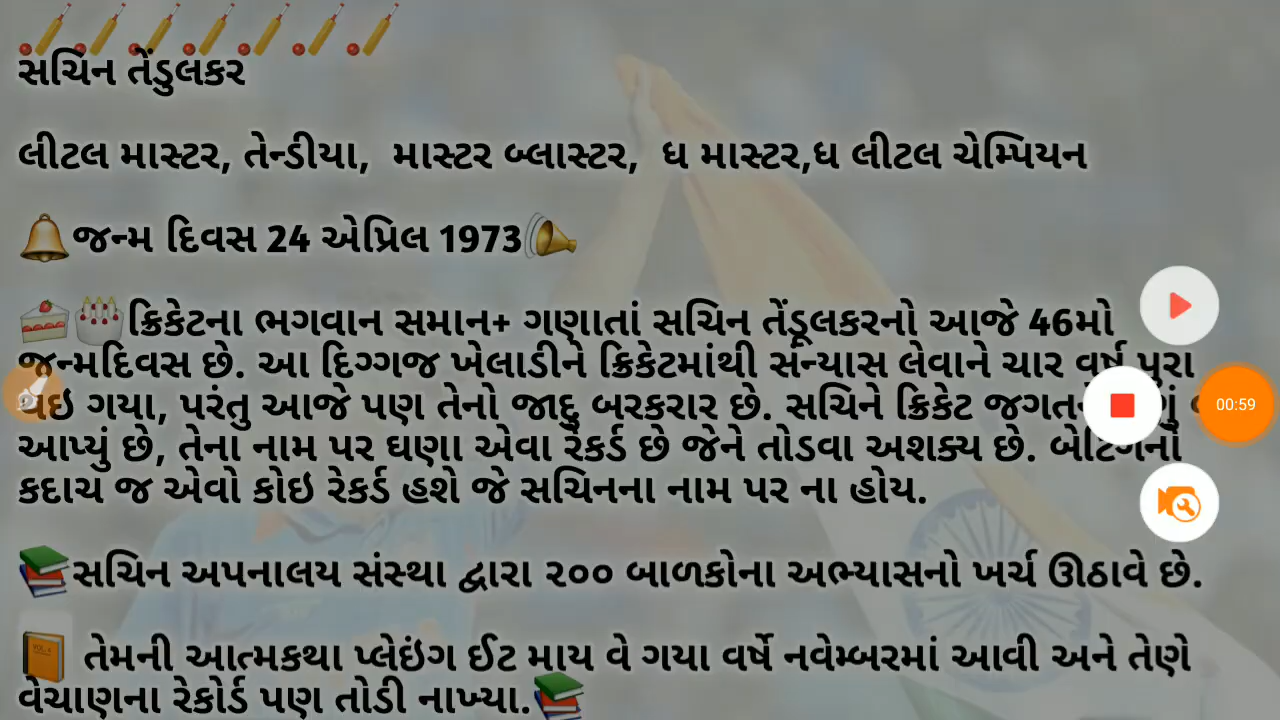 સચિન તેંડુલકર
લીટલ માસ્ટર, તેન્ડીયા, માસ્ટર બ્લાસ્ટર, ધ માસ્ટર,ધ લીટલ ચેમ્પિયન
જન્મ દિવસ 24 એપ્રિલ 1973
ક્રિકેટના ભગવાન સમાન+ ગણાતાં સચિન તેંડૂલકરનો આજે 46મો
જન્મદિવસ છે. આ દિગ્ગજ ખેલાડીને ક્રિકેટમાંથી સંન્યાસ લેવાને ચાર વર્ષ પુરા
ગયા, પરંતુ આજે પણ તેનો જાદુ બરકરાર છે. સચિને ક્રિકેટ
00:59
આપ્યું છે, તેના નામ પર ઘણા એવા રેકર્ડ છે જેને તોડવા અશક્ય છે. બેટિંગનો
કદાચ જ એવો કોઇ રેકર્ડ હશે જે સચિનના નામ પર ના હોય.
સચિન અપનાલય સંસ્થા દ્વારા ૨૦૦ બાળકોના અભ્યાસનો ખર્ચ ઊઠાવે છે.
તેમની આત્મકથા પ્લેઇંગ ઈટ માય વે ગયા વર્ષે નવેમ્બરમાં આવી અને તેણે
વેચાણના રેકોર્ડ પણ તોડી નાખ્યા.